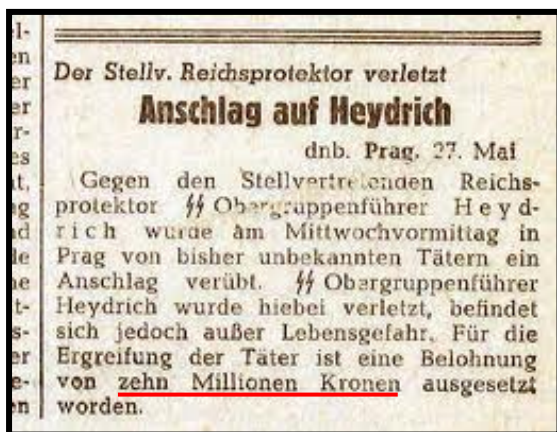 Der Stellv. Reichsprotektor verletzt
Anschlag auf Heydrich
dnb. Prag, 27. Mai
Gegen den Stellvertretenden Reichs-
protektor ᛋᛋ Obergruppenführer Heyd-
rich wurde am Mittwochvormittag in
Prag von bisher unbekannten Tätern ein
Anschlag verübt. ᛋᛋ Obergruppenführer
Heydrich wurde hiebei verletzt, befindet
sich jedoch außer Lebensgefahr. Für die
Ergreifung der Täter ist eine Belohnung
von zehn Millionen Kronen ausgesetzt
worden.